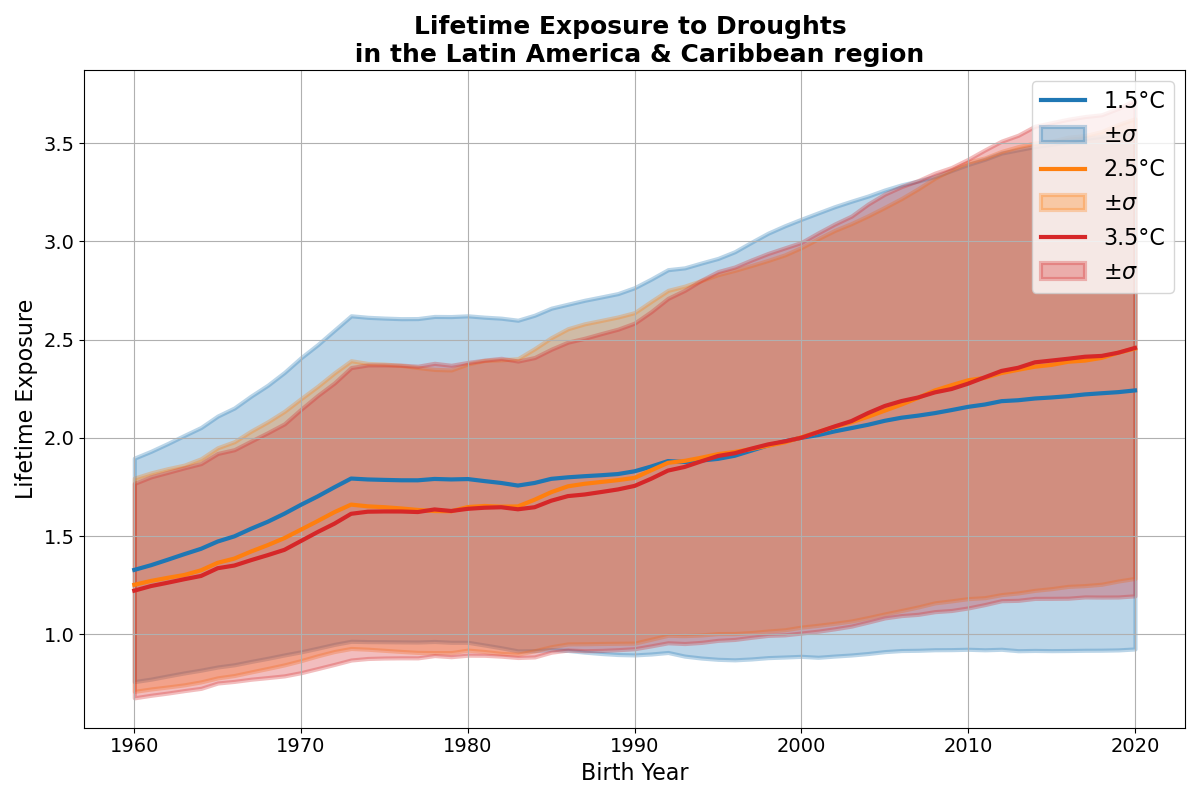 Lifetime Exposure to Droughts
in the Latin America & Caribbean region
1.5°C
±σ
2.5°C
±σ
3.5°C
±σ
3.5
3.0
2.5
2.0
1.5
1.0
Lifetime Exposure
1960
1970
1980
1990
2000
2010
2020
Birth Year